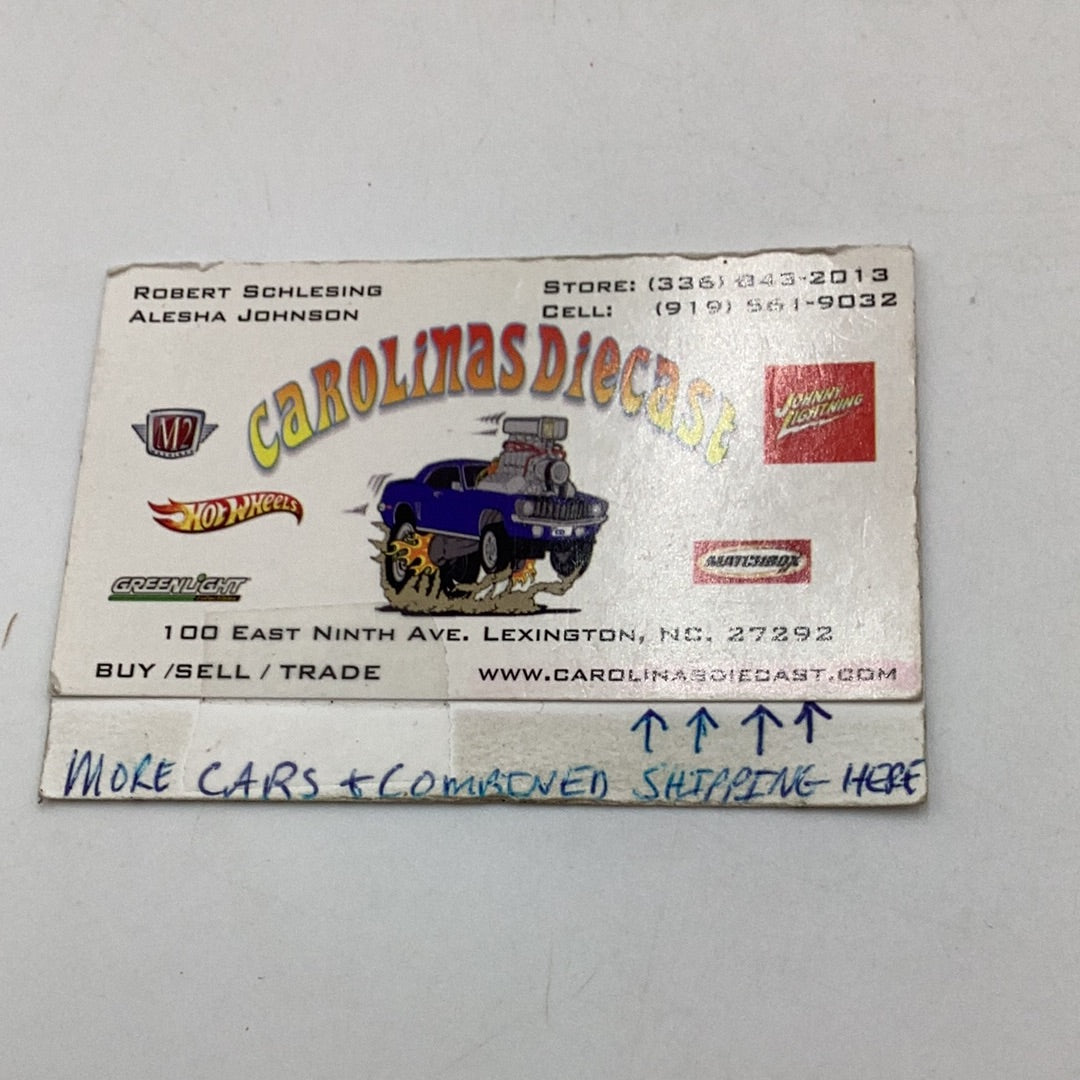 ROBERT SCHLESING
ALESHA JOHNSON
STORE: (336) 843-2013
CELL: (919) 561-9032
CAROLINAS DIECAST
M2
JOHNNY LIGHTNING
HOT WHEELS
GREENLIGHT
MATCHBOX
100 EAST NINTH AVE. LEXINGTON, NC. 27292
BUY /SELL / TRADE
WWW.CAROLINASDIECAST.COM
↑ ↑ ↑ ↑
MORE CARS + COMBINED SHIPPING HERE